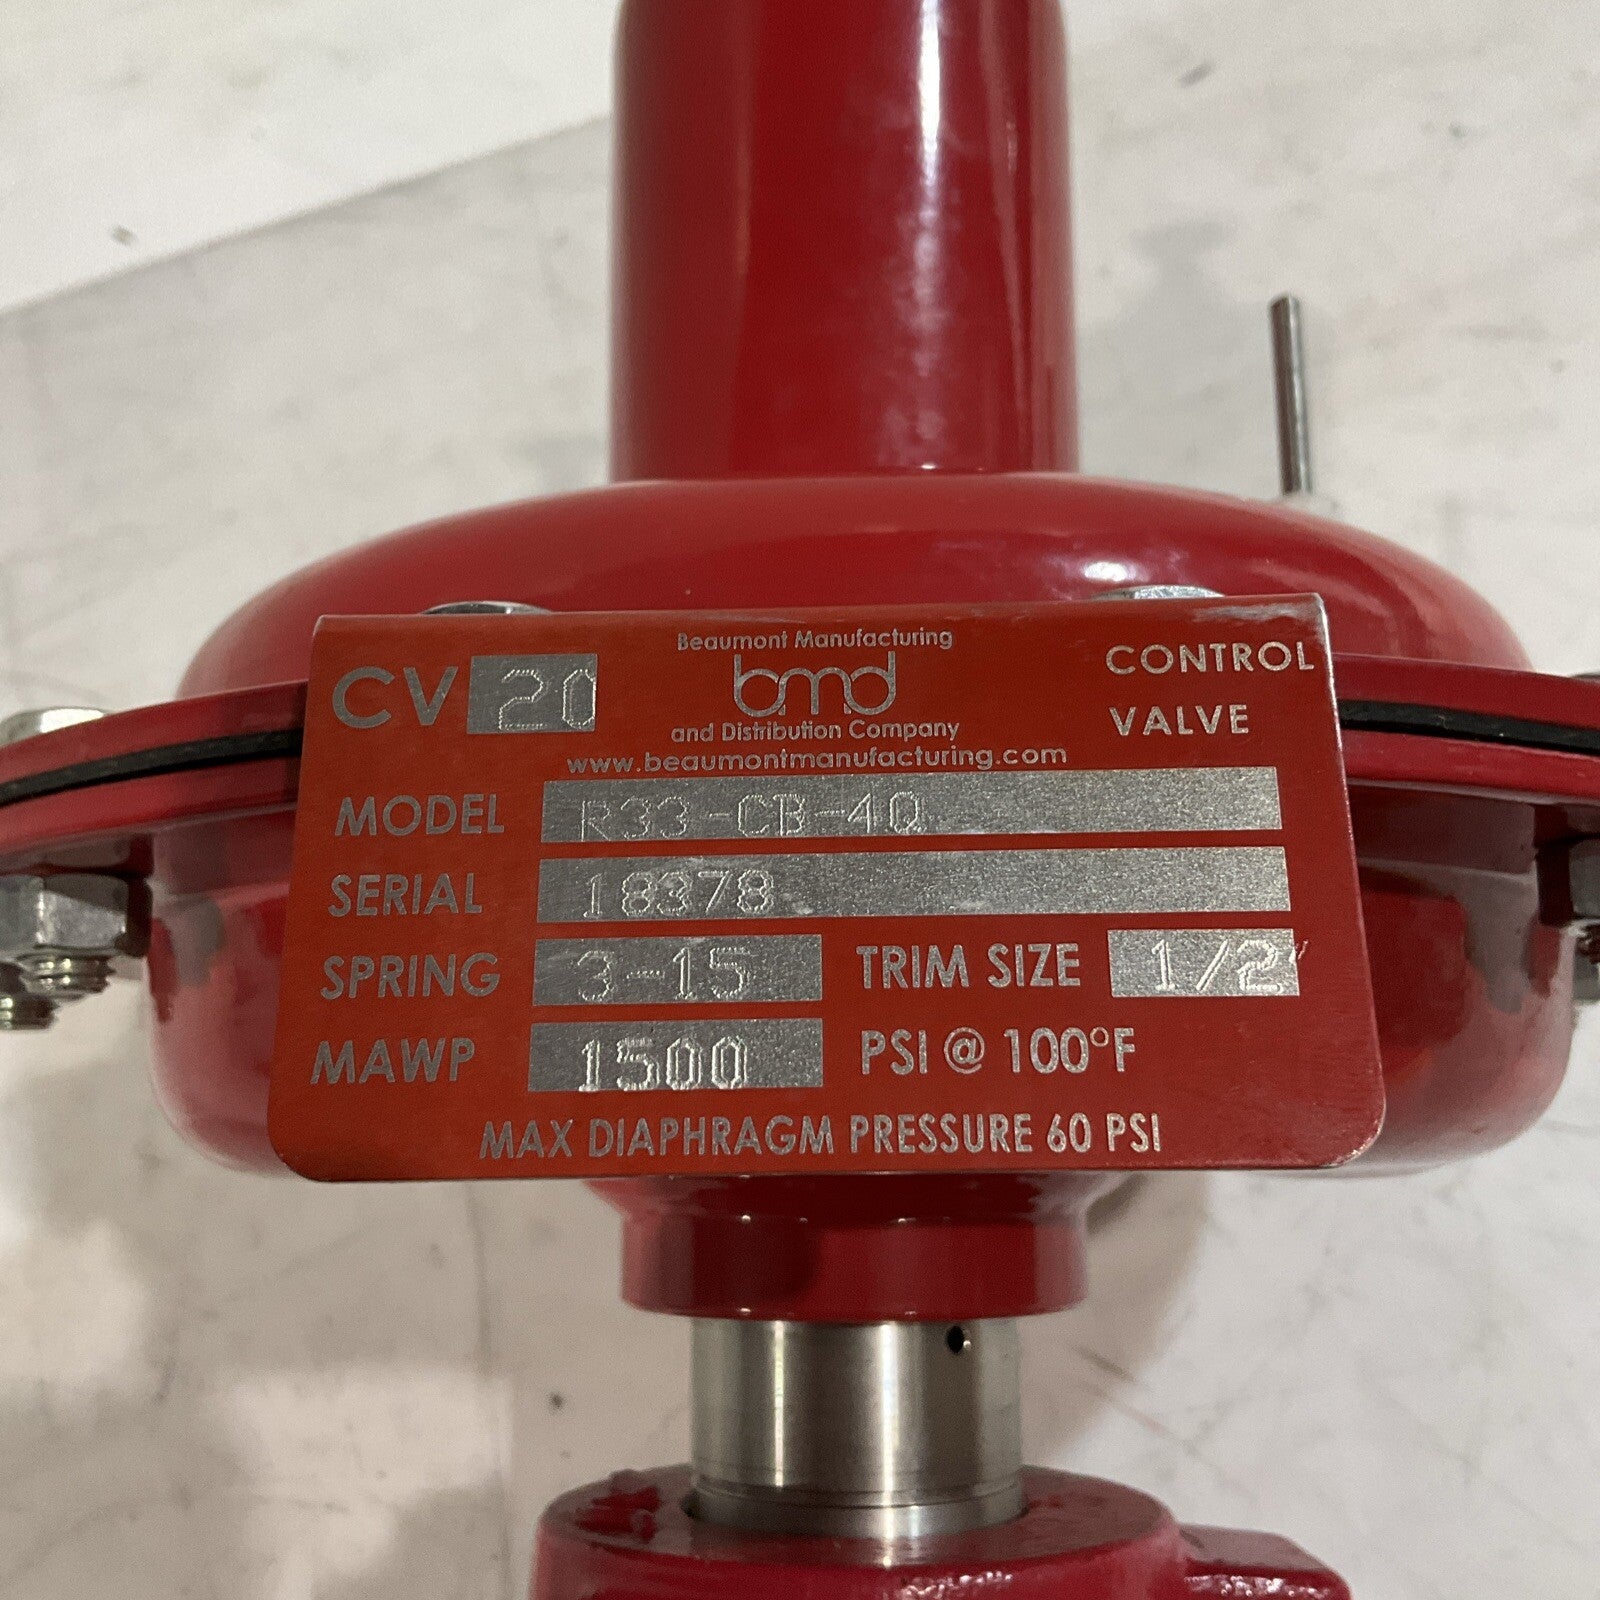 CV 20
Beaumont Manufacturing
bmd
and Distribution Company
www.beaumontmanufacturing.com
CONTROL
VALVE
MODEL R33-CB-4Q
SERIAL 18378
SPRING 3-15 TRIM SIZE 1/2"
MAWP 1500 PSI @ 100°F
MAX DIAPHRAGM PRESSURE 60 PSI